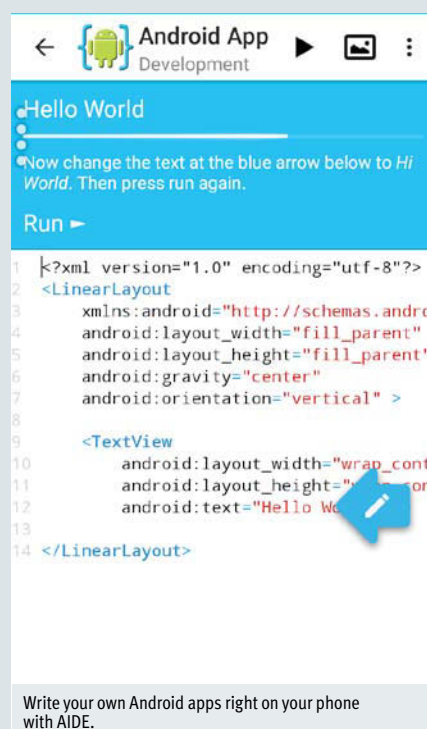 Android App
Development
Hello World
Now change the text at the blue arrow below to Hi
World. Then press run again.
Run
1 <?xml version="1.0" encoding="utf-8"?>
2 <LinearLayout
3 xmlns:android="http://schemas.andro
4 android:layout_width="fill_parent"
5 android:layout_height="fill_parent"
6 android:gravity="center"
7 android:orientation="vertical" >
8
9 <TextView
10 android:layout_width="wrap_cont
11 android:layout_height="
12 android:text="Hello
13
14 </LinearLayout>
Write your own Android apps right on your phone
with AIDE.